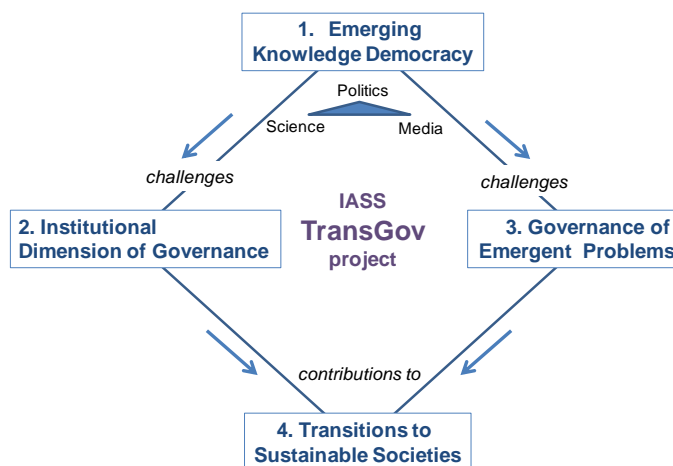 1. Emerging
Knowledge Democracy
Politics
Science
Media
challenges
challenges
2. Institutional
Dimension of Governance
IASS
TransGov
project
3. Governance of
Emergent Problems
contributions to
4. Transitions to
Sustainable Societies